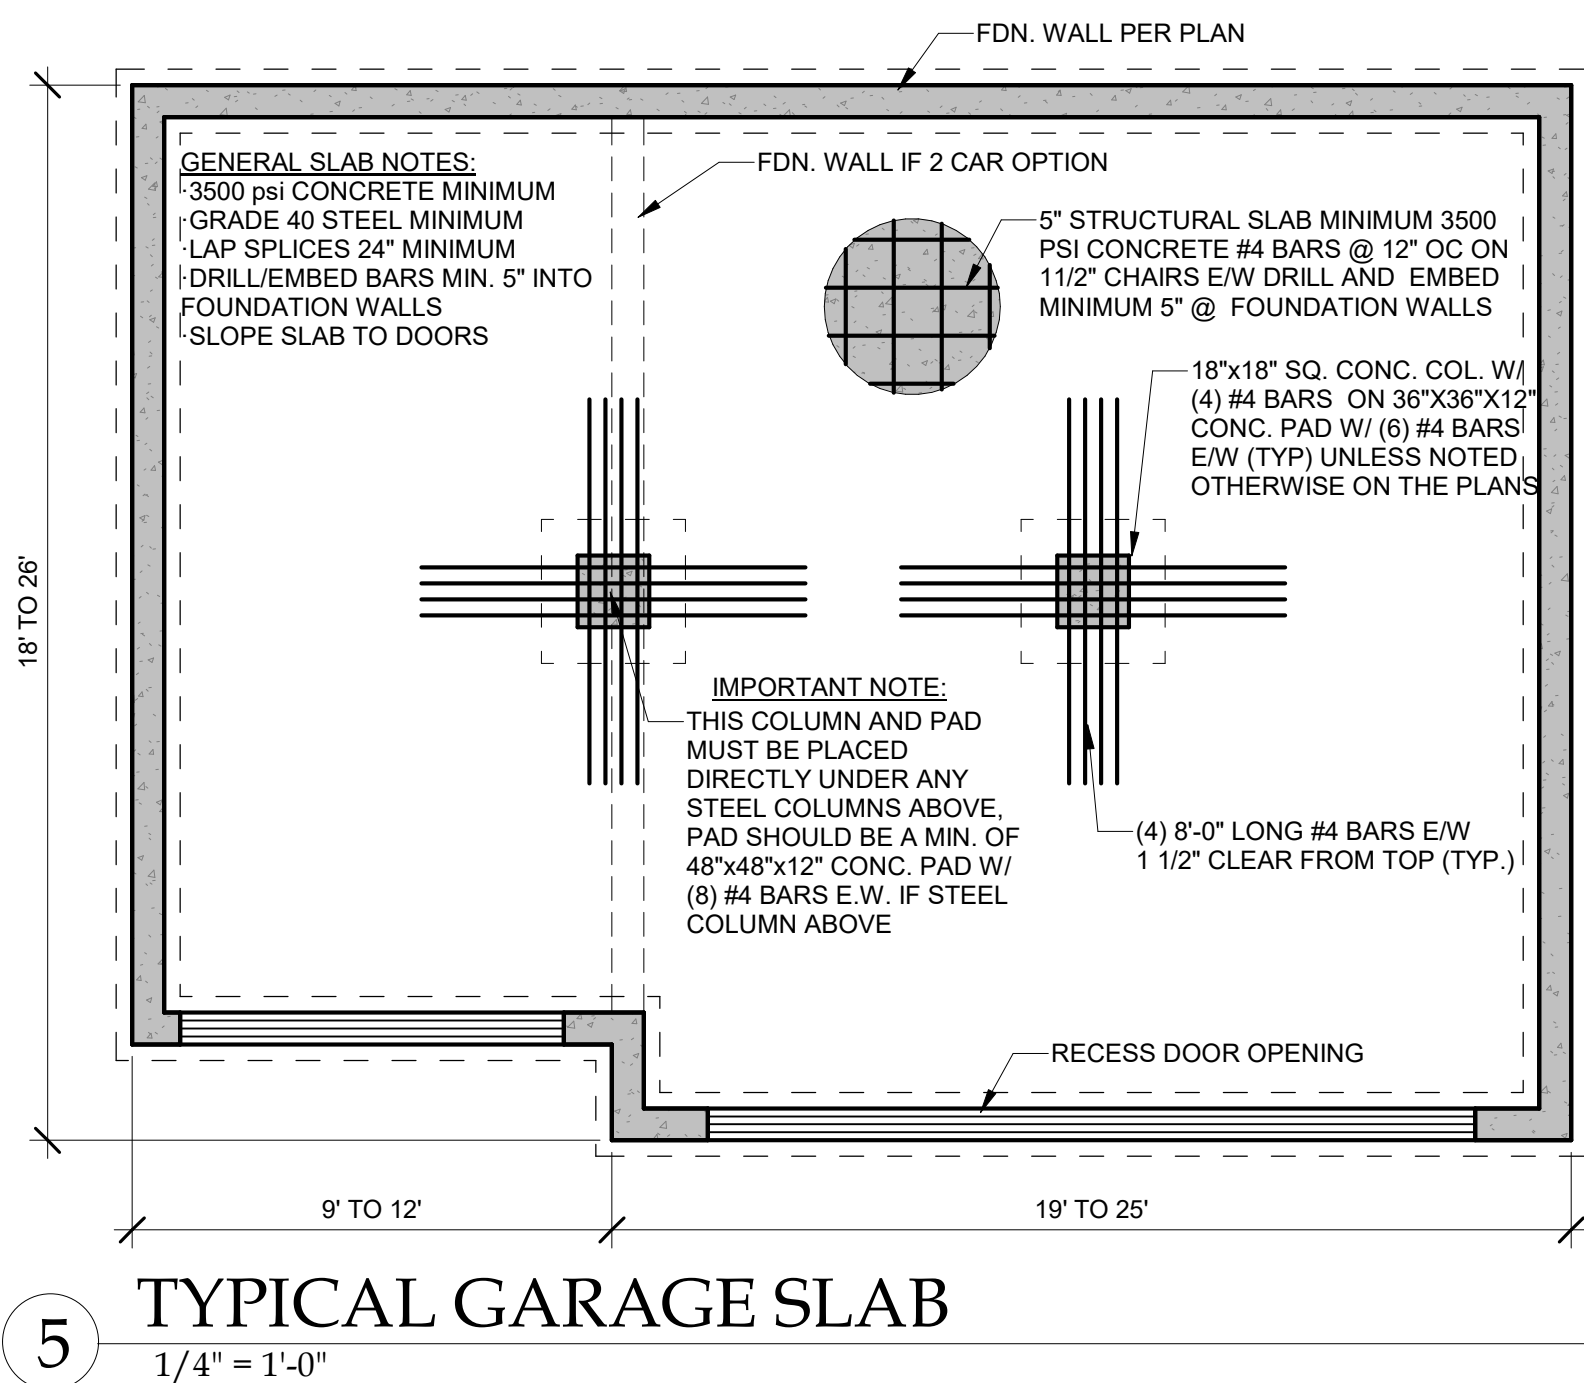 FDN. WALL PER PLAN
GENERAL SLAB NOTES:
·3500 psi CONCRETE MINIMUM
·GRADE 40 STEEL MINIMUM
·LAP SPLICES 24" MINIMUM
·DRILL/EMBED BARS MIN. 5" INTO
FOUNDATION WALLS
·SLOPE SLAB TO DOORS
FDN. WALL IF 2 CAR OPTION
5" STRUCTURAL SLAB MINIMUM 3500
PSI CONCRETE #4 BARS @ 12" OC ON
11/2" CHAIRS E/W DRILL AND EMBED
MINIMUM 5" @ FOUNDATION WALLS
18"x18" SQ. CONC. COL. W/
(4) #4 BARS ON 36"X36"X12"
CONC. PAD W/ (6) #4 BARS
E/W (TYP) UNLESS NOTED
OTHERWISE ON THE PLANS
18' TO 26'
IMPORTANT NOTE:
THIS COLUMN AND PAD
MUST BE PLACED
DIRECTLY UNDER ANY
STEEL COLUMNS ABOVE,
PAD SHOULD BE A MIN. OF
48"x48"x12" CONC. PAD W/
(8) #4 BARS E.W. IF STEEL
COLUMN ABOVE
(4) 8'-0" LONG #4 BARS E/W
1 1/2" CLEAR FROM TOP (TYP.)
RECESS DOOR OPENING
9' TO 12'
19' TO 25'
5
TYPICAL GARAGE SLAB
1/4" = 1'-0"